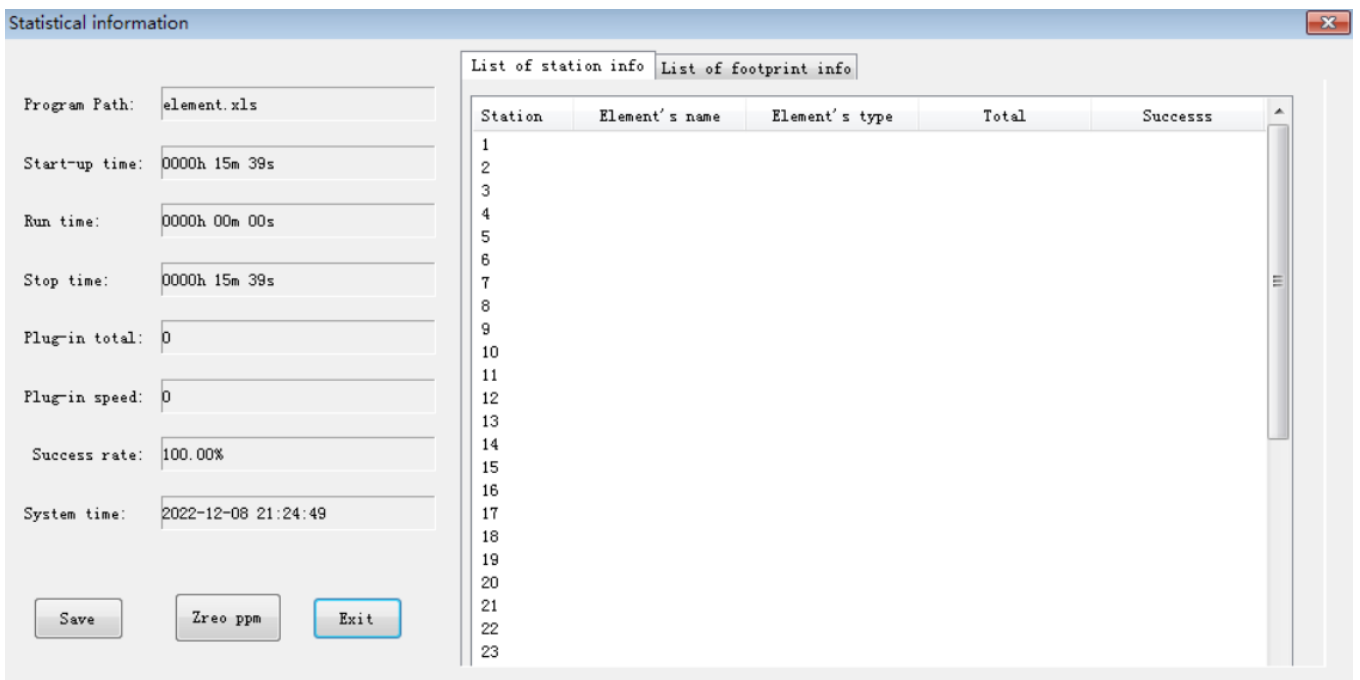 Statistical information
List of station info List of footprint info
Program Path: element.xls
Start-up time: 0000h 15m 39s
Run time: 0000h 00m 00s
Stop time: 0000h 15m 39s
Plug-in total: 0
Plug-in speed: 0
Success rate: 100.00%
System time: 2022-12-08 21:24:49
Save Zreo ppm Exit
Station Element's name Element's type Total Successs
1
2
3
4
5
6
7
8
9
10
11
12
13
14
15
16
17
18
19
20
21
22
23